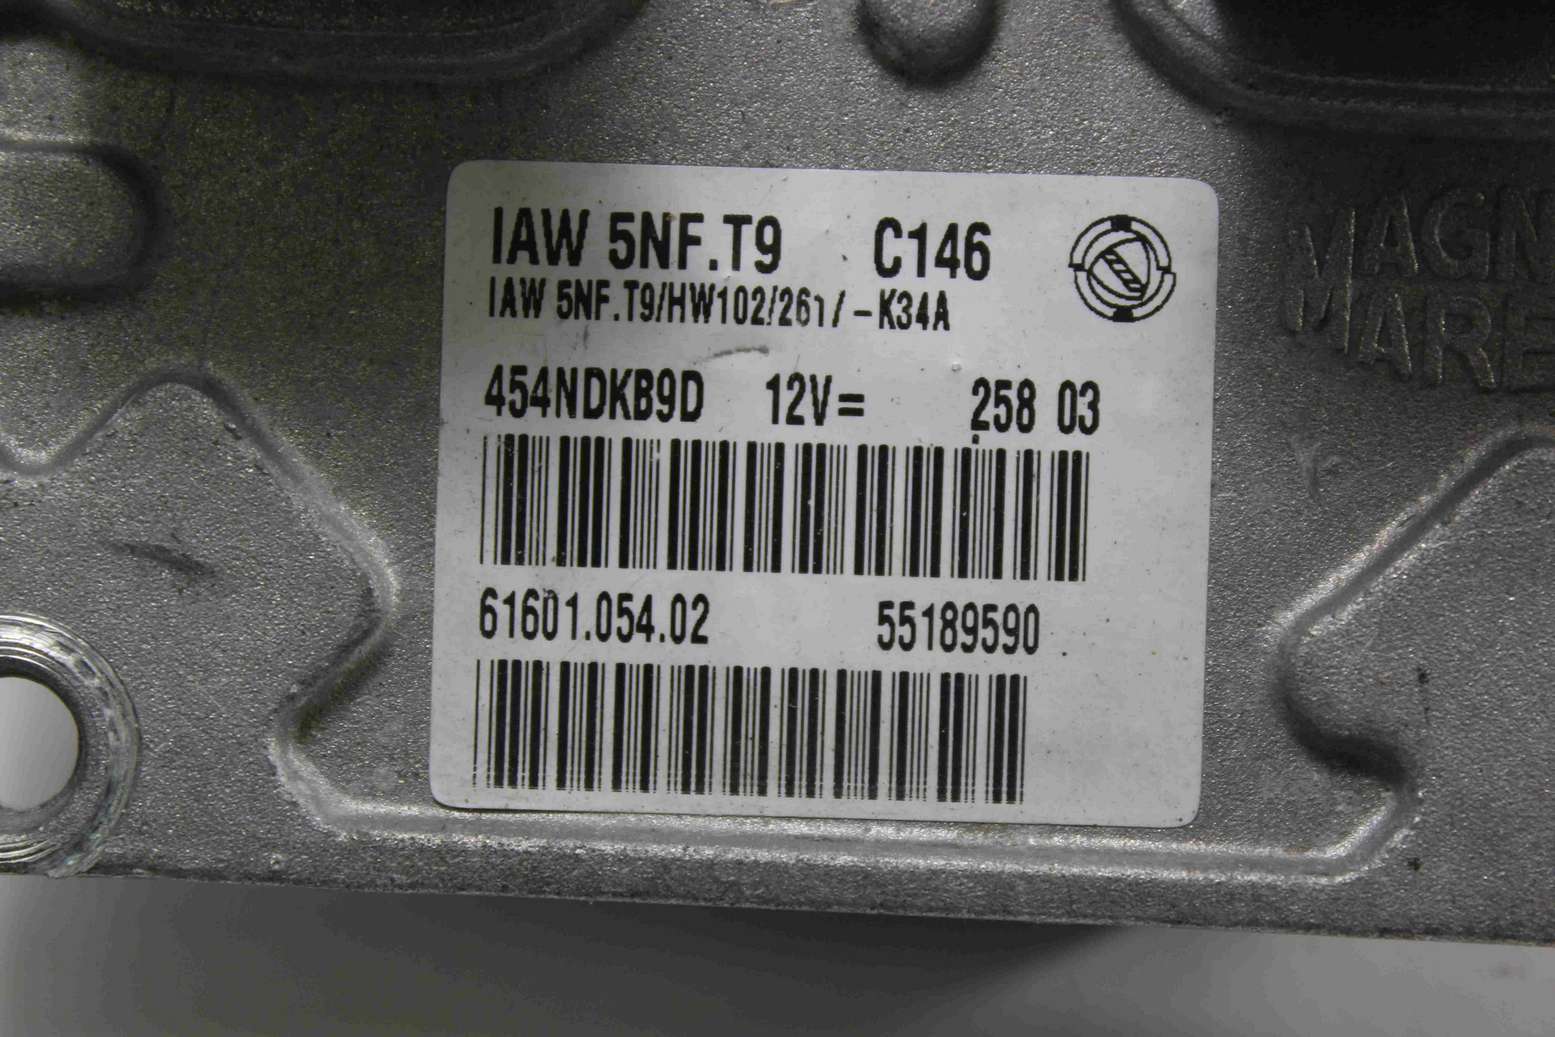 IAW 5NF.T9 C146
IAW 5NF.T9/HW102/261/-K34A
454NDKB9D 12V= 258 03
61601.054.02 55189590
MAGN
MARE